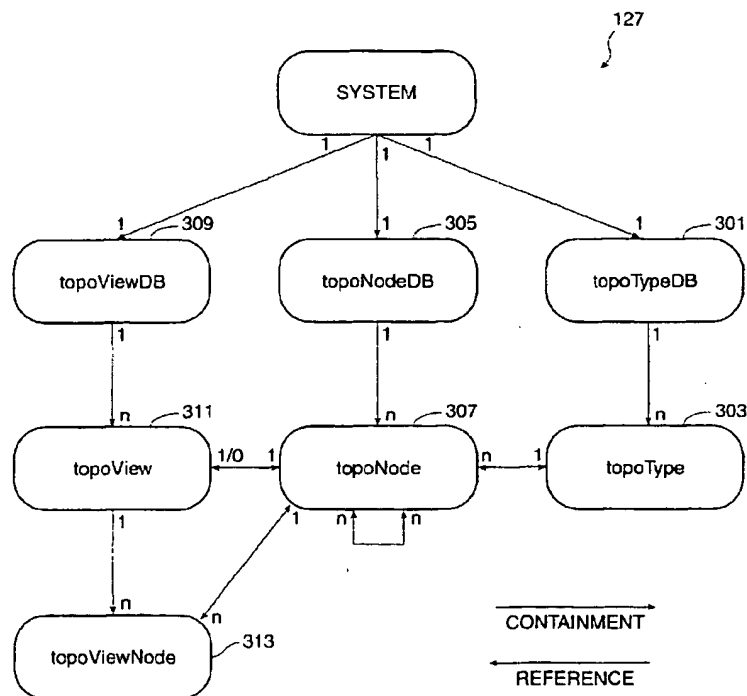 127
SYSTEM
1 1 1
1 309 1 305 1 301
topoViewDB topoNodeDB topoTypeDB
1 1 1
n 311 n 307 n 303
topoView 1/0 1 topoNode n 1 topoType
1 1 n n
n n
topoViewNode 313
CONTAINMENT
REFERENCE